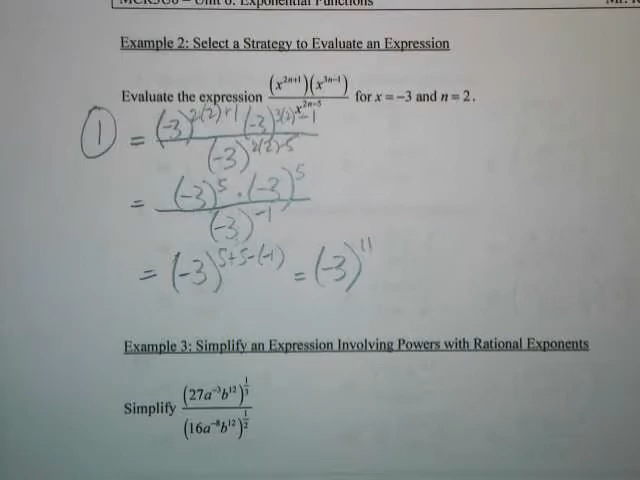 MCR3U0 – Unit 6: Exponential Functions
Example 2: Select a Strategy to Evaluate an Expression
Evaluate the expression (x^{2n+1})(x^{3n-1}) / x^{2n-5} for x = −3 and n = 2.
① = (-3)^{2(2)+1} (-3)^{3(2)-1} / (-3)^{2(2)-5}
= (-3)^5 · (-3)^5 / (-3)^{-1}
= (-3)^{5+5-(-1)} = (-3)^{11}
Example 3: Simplify an Expression Involving Powers with Rational Exponents
Simplify (27a^{-3}b^{12})^{1/3} / (16a^{-8}b^{12})^{1/2}